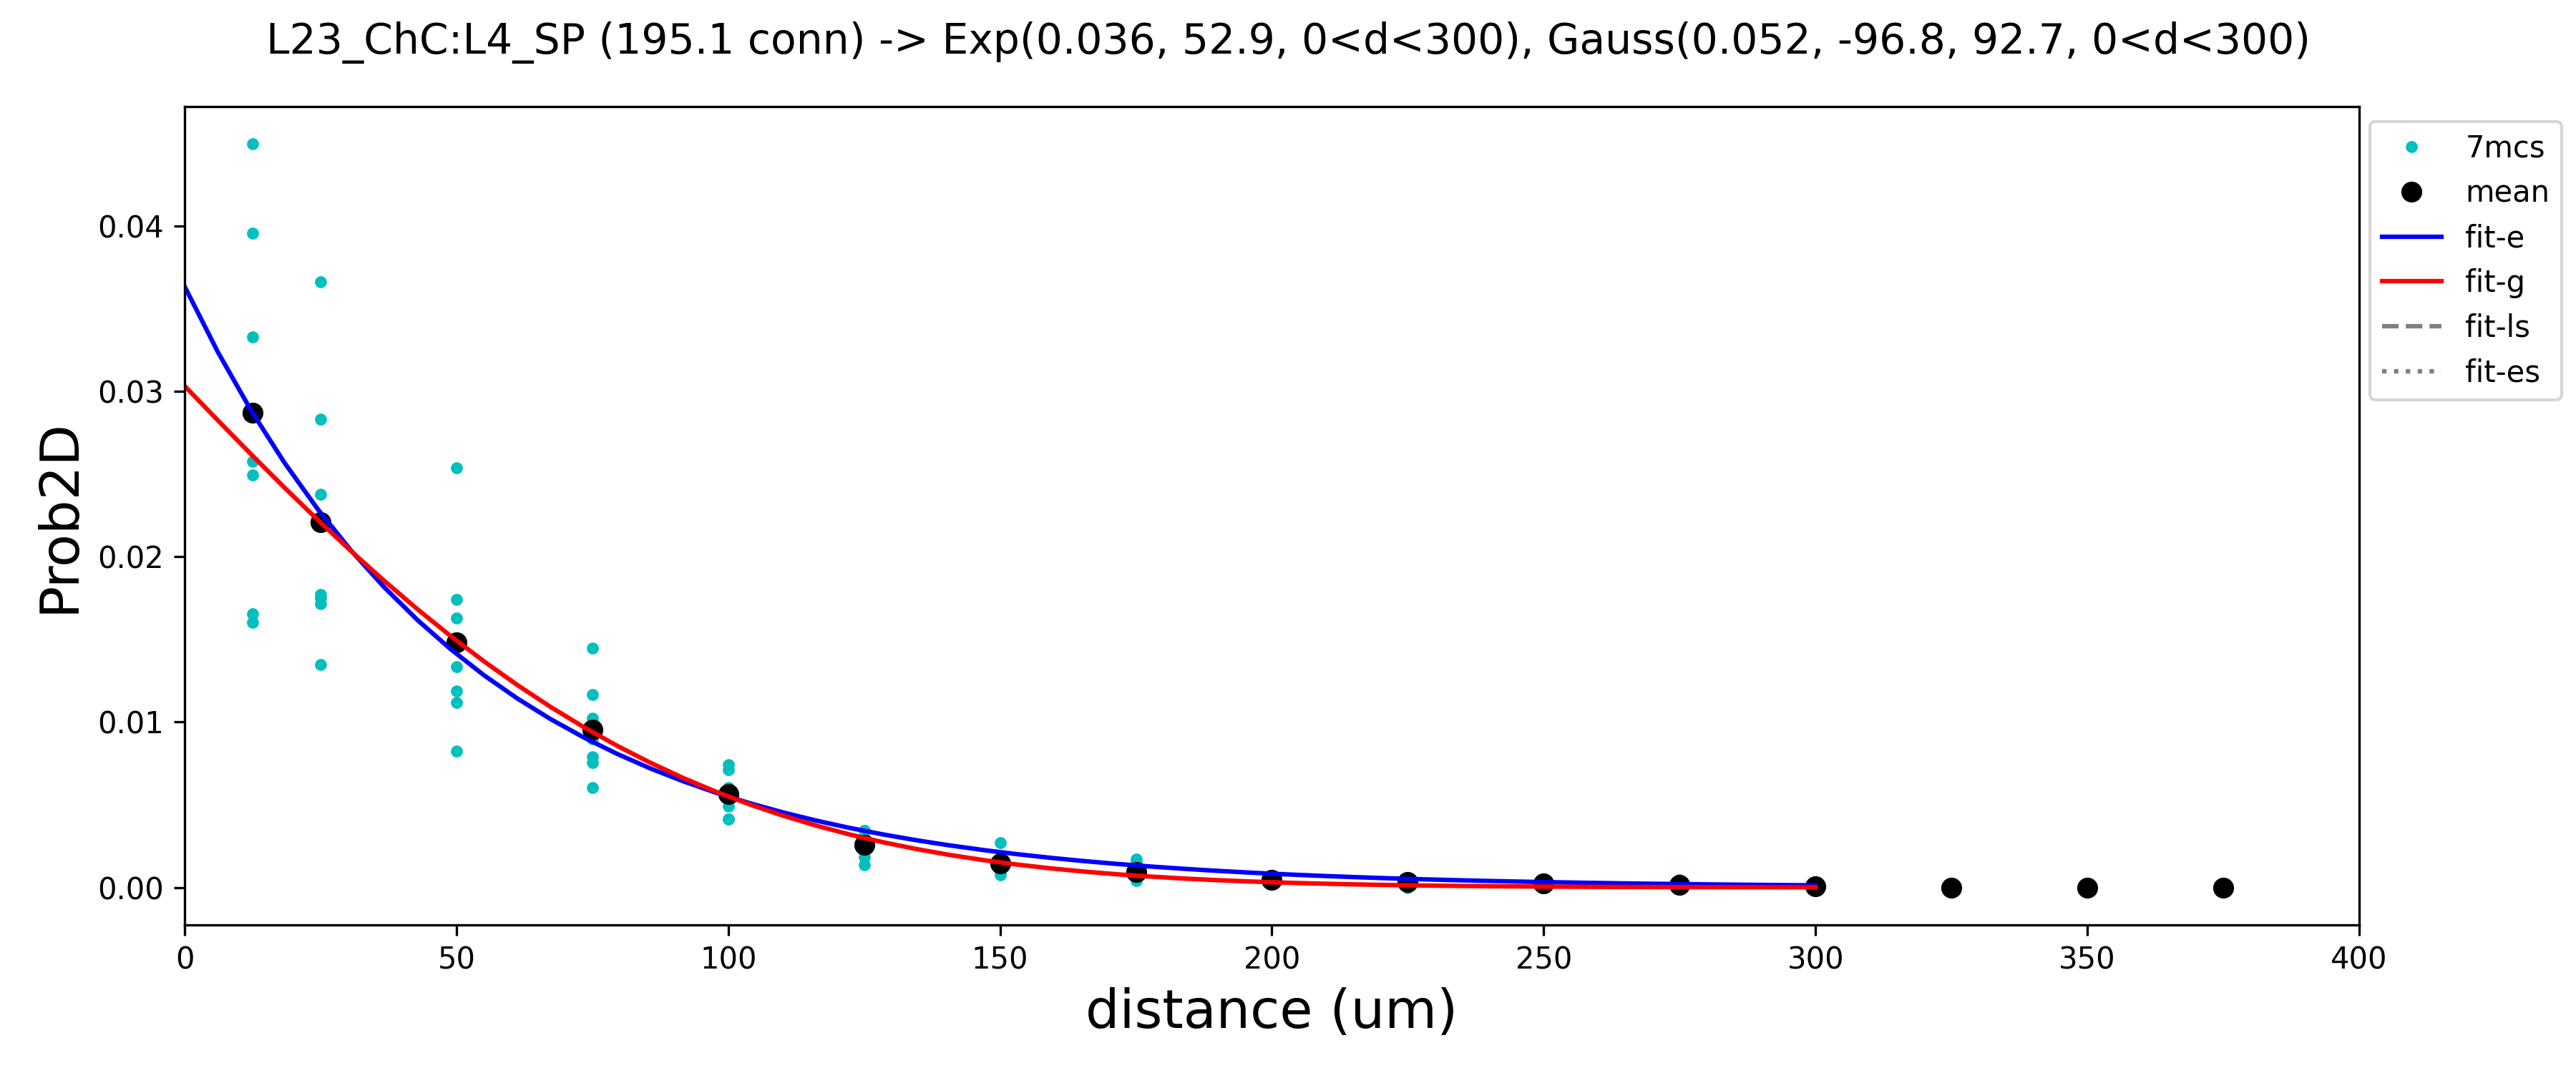 L23_ChC:L4_SP (195.1 conn) -> Exp(0.036, 52.9, 0<d<300), Gauss(0.052, -96.8, 92.7, 0<d<300)
7mcs
mean
fit-e
fit-g
fit-ls
fit-es
Prob2D
0.04
0.03
0.02
0.01
0.00
0 50 100 150 200 250 300 350 400
distance (um)